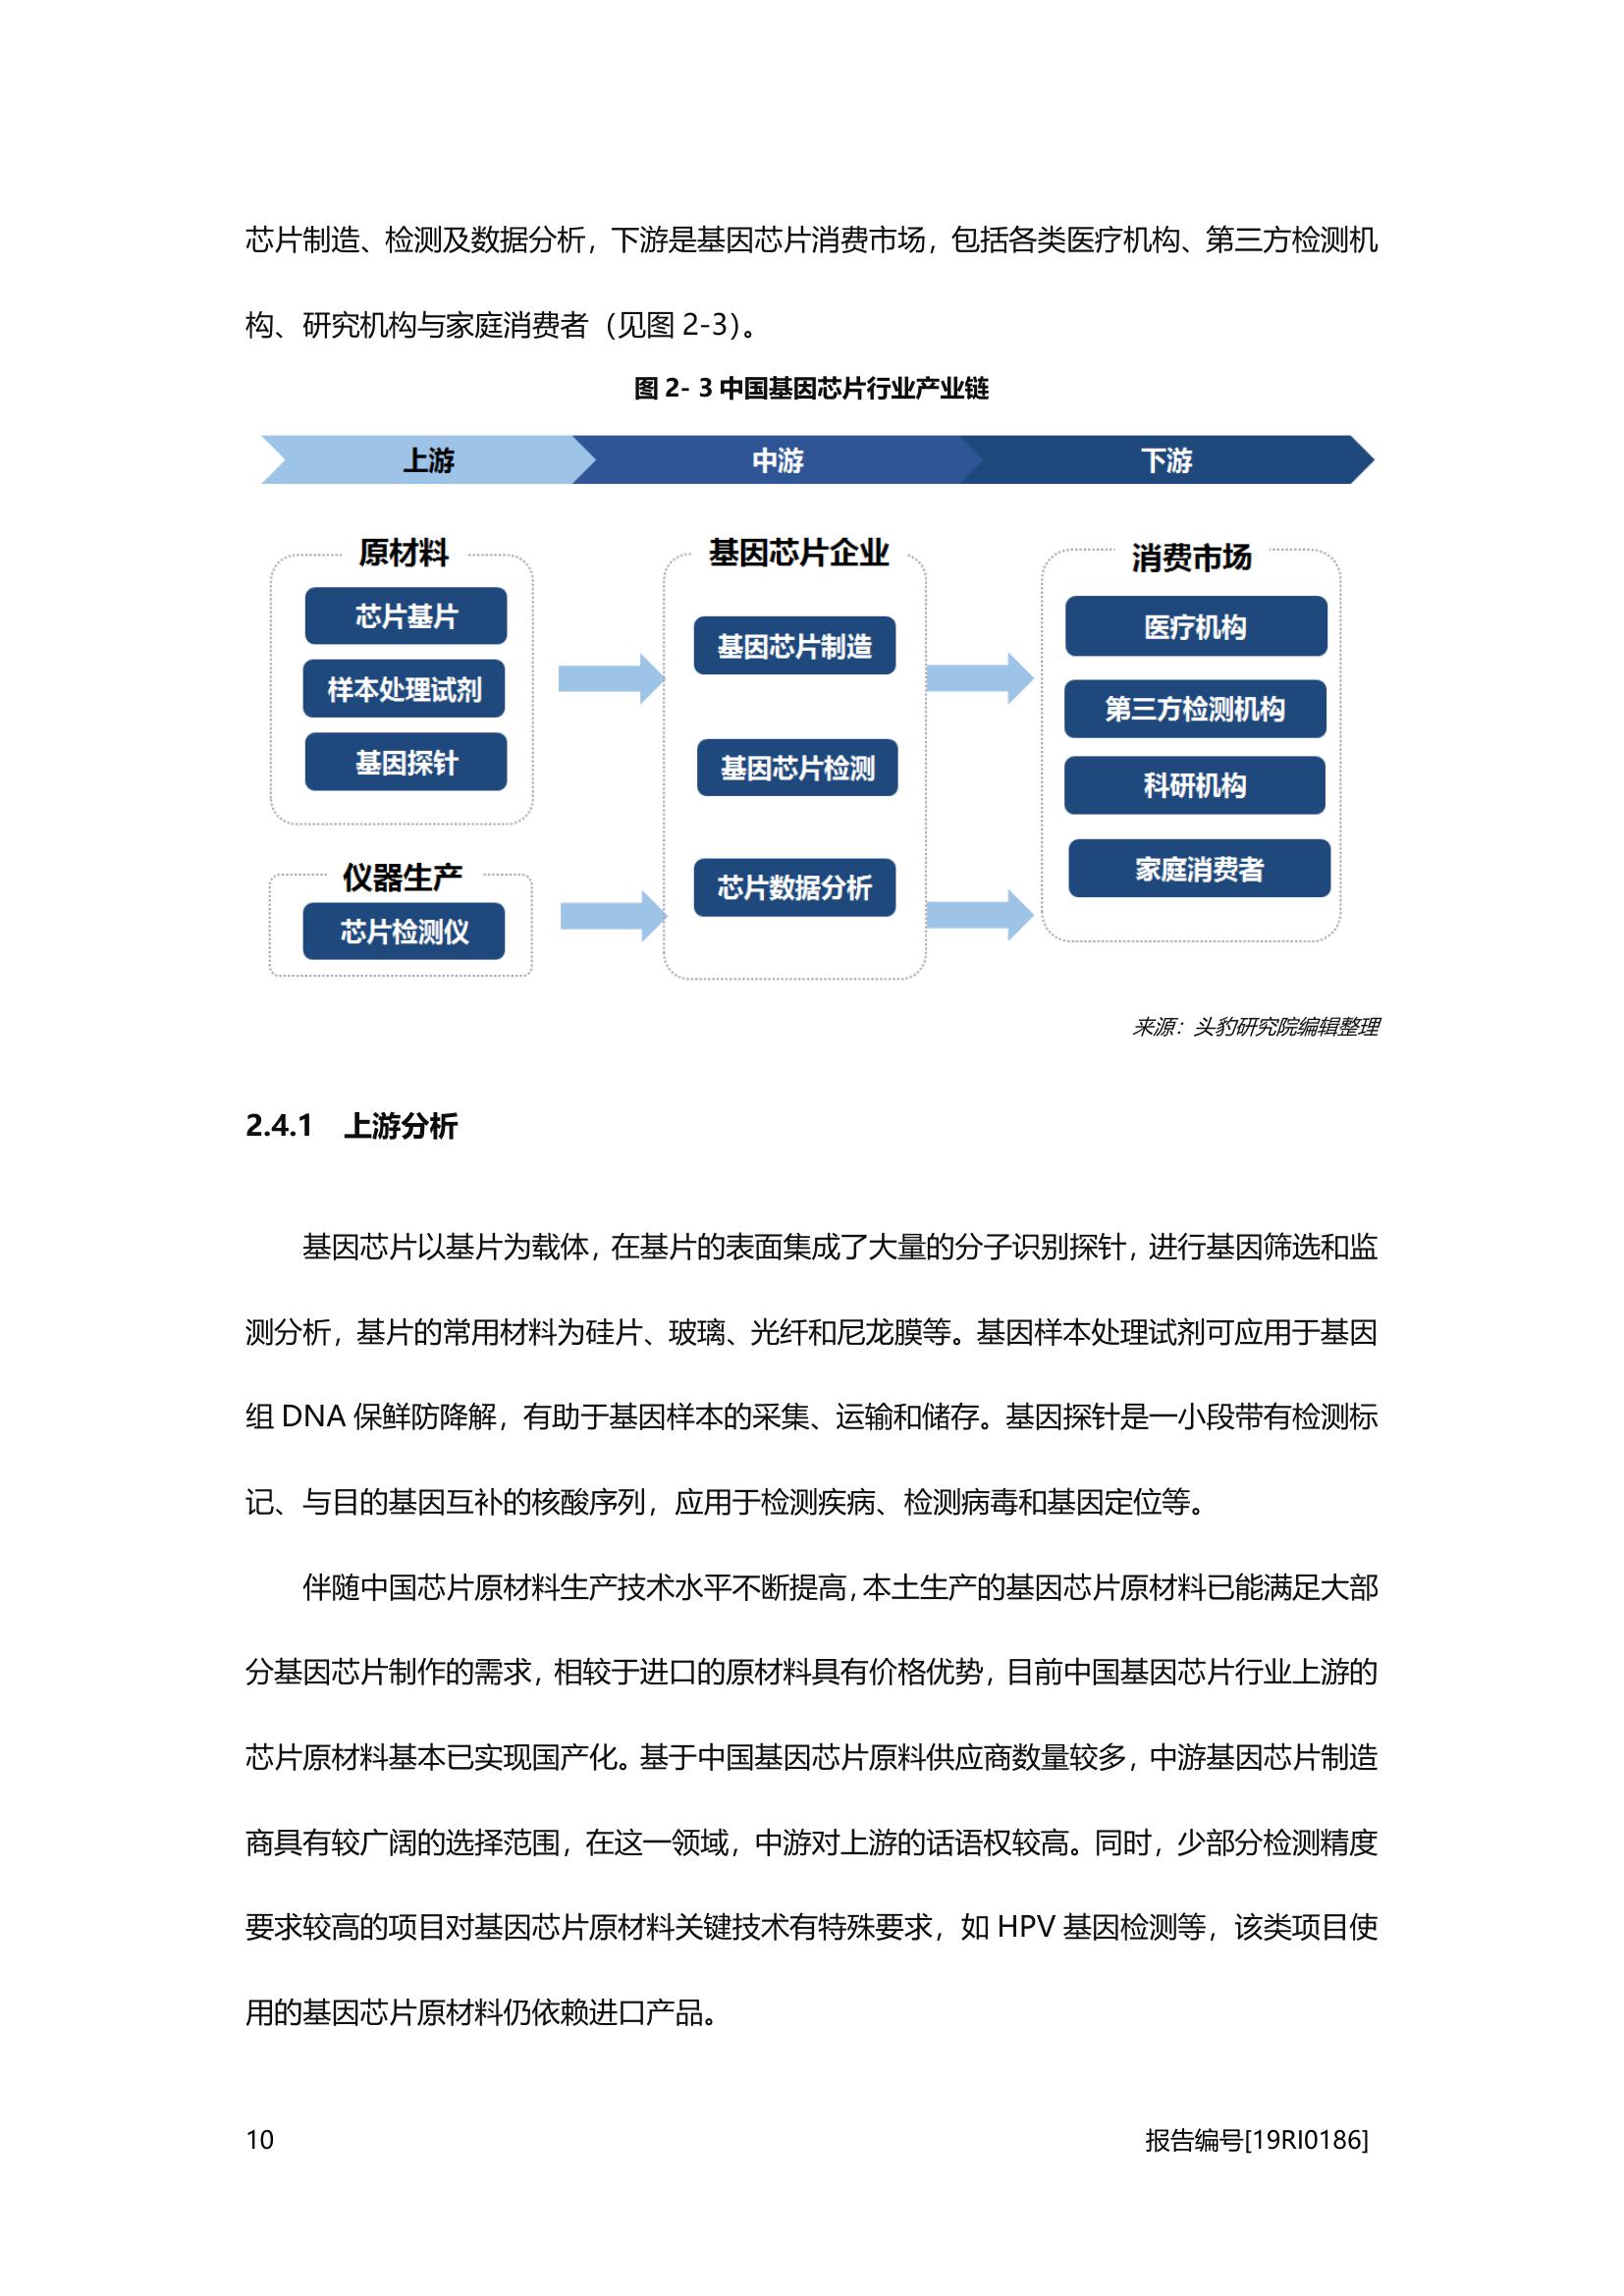 芯片制造、检测及数据分析，下游是基因芯片消费市场，包括各类医疗机构、第三方检测机
构、研究机构与家庭消费者（见图 2-3）。
图 2- 3 中国基因芯片行业产业链
上游
中游
下游
原材料
芯片基片
样本处理试剂
基因探针
仪器生产
芯片检测仪
基因芯片企业
基因芯片制造
基因芯片检测
芯片数据分析
消费市场
医疗机构
第三方检测机构
科研机构
家庭消费者
来源：头豹研究院编辑整理
2.4.1 上游分析
基因芯片以基片为载体，在基片的表面集成了大量的分子识别探针，进行基因筛选和监
测分析，基片的常用材料为硅片、玻璃、光纤和尼龙膜等。基因样本处理试剂可应用于基因
组 DNA 保鲜防降解，有助于基因样本的采集、运输和储存。基因探针是一小段带有检测标
记、与目的基因互补的核酸序列，应用于检测疾病、检测病毒和基因定位等。
伴随中国芯片原材料生产技术水平不断提高，本土生产的基因芯片原材料已能满足大部
分基因芯片制作的需求，相较于进口的原材料具有价格优势，目前中国基因芯片行业上游的
芯片原材料基本已实现国产化。基于中国基因芯片原料供应商数量较多，中游基因芯片制造
商具有较广阔的选择范围，在这一领域，中游对上游的话语权较高。同时，少部分检测精度
要求较高的项目对基因芯片原材料关键技术有特殊要求，如 HPV 基因检测等，该类项目使
用的基因芯片原材料仍依赖进口产品。
10
报告编号[19RI0186]